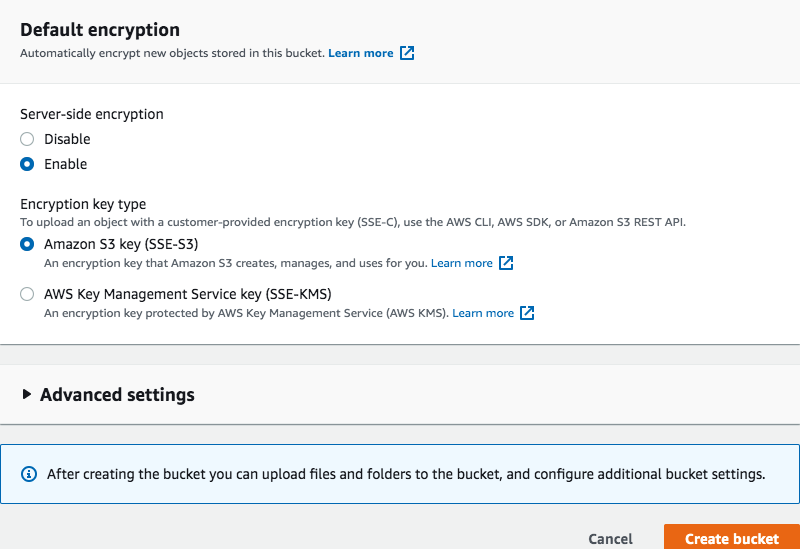 Default encryption
Automatically encrypt new objects stored in this bucket. Learn more
Server-side encryption
Disable
Enable
Encryption key type
To upload an object with a customer-provided encryption key (SSE-C), use the AWS CLI, AWS SDK, or Amazon S3 REST API.
Amazon S3 key (SSE-S3)
An encryption key that Amazon S3 creates, manages, and uses for you. Learn more
AWS Key Management Service key (SSE-KMS)
An encryption key protected by AWS Key Management Service (AWS KMS). Learn more
Advanced settings
After creating the bucket you can upload files and folders to the bucket, and configure additional bucket settings.
Cancel Create bucket